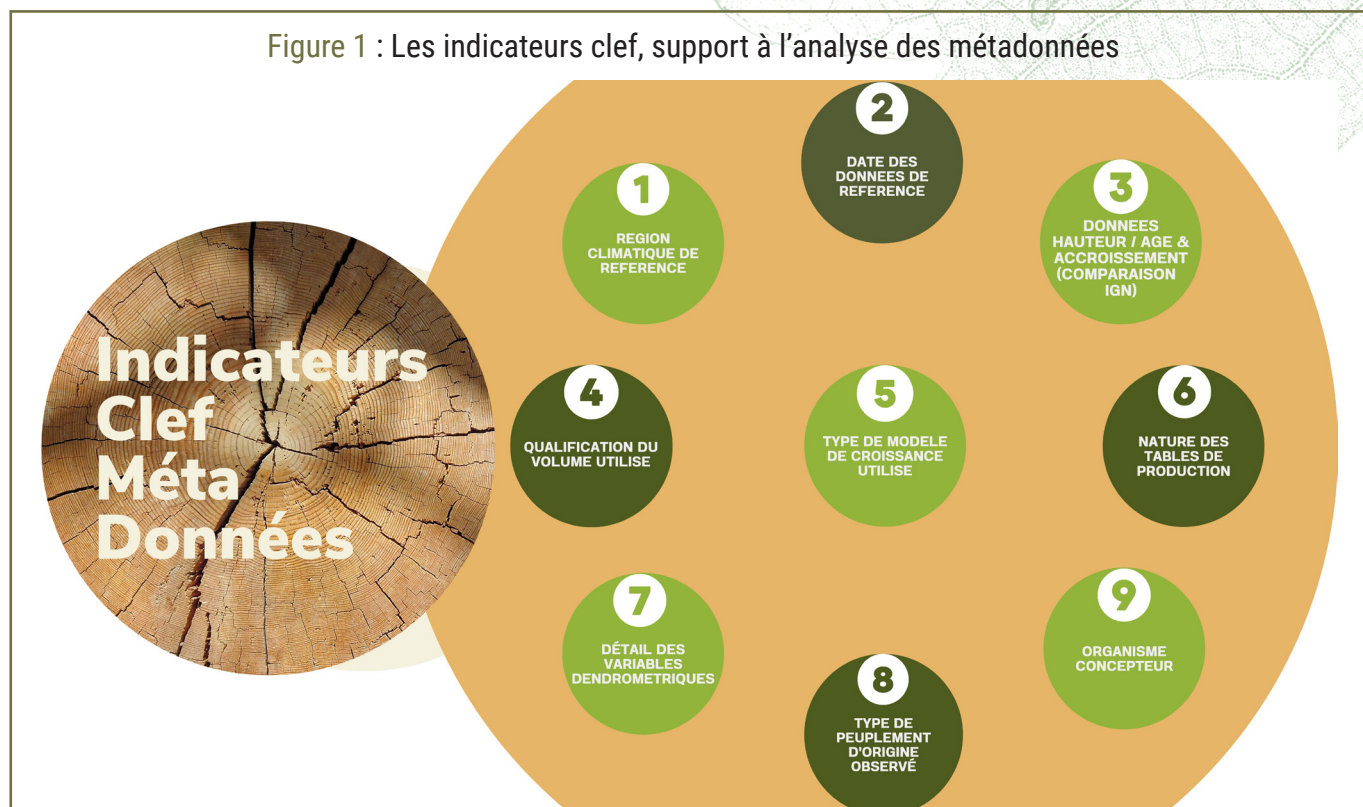 Figure 1 : Les indicateurs clef, support à l’analyse des métadonnées
Indicateurs
Clef
Méta
Données
1
REGION
CLIMATIQUE DE
REFERENCE
2
DATE DES
DONNEES DE
REFERENCE
3
DONNEES
HAUTEUR / AGE &
ACCROISSEMENT
(COMPARAISON
IGN)
4
QUALIFICATION DU
VOLUME UTILISE
5
TYPE DE MODELE
DE CROISSANCE
UTILISE
6
NATURE DES
TABLES DE
PRODUCTION
7
DÉTAIL DES
VARIABLES
DENDROMETRIQUES
8
TYPE DE
PEUPLEMENT
D'ORIGINE
OBSERVÉ
9
ORGANISME
CONCEPTEUR